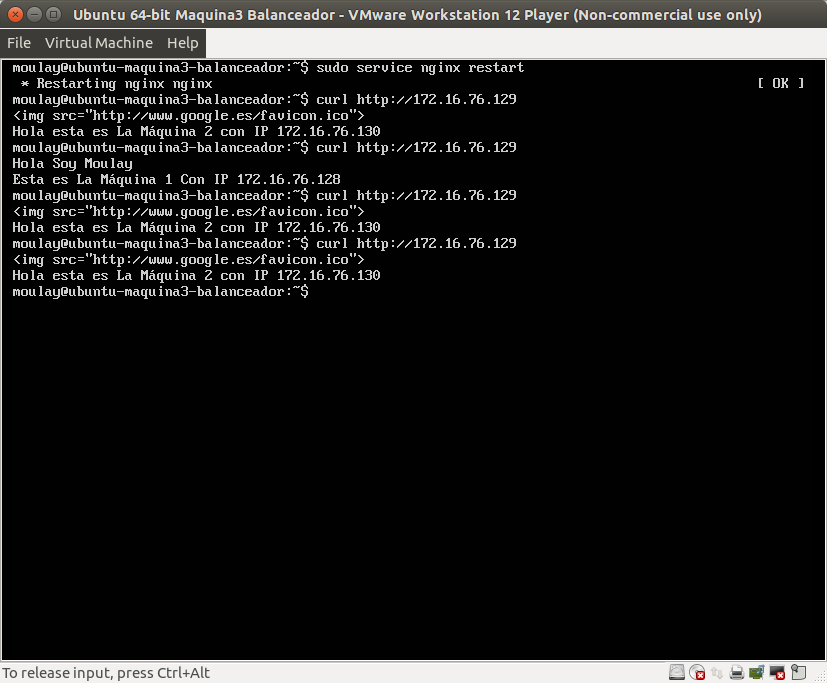 Ubuntu 64-bit Maquina3 Balanceador - VMware Workstation 12 Player (Non-commercial use only)
File Virtual Machine Help
moulay@ubuntu-maquina3-balanceador:~$ sudo service nginx restart
* Restarting nginx nginx [ OK ]
moulay@ubuntu-maquina3-balanceador:~$ curl http://172.16.76.129
<img src="http://www.google.es/favicon.ico">
Hola esta es La Máquina 2 con IP 172.16.76.130
moulay@ubuntu-maquina3-balanceador:~$ curl http://172.16.76.129
Hola Soy Moulay
Esta es La Máquina 1 Con IP 172.16.76.128
moulay@ubuntu-maquina3-balanceador:~$ curl http://172.16.76.129
<img src="http://www.google.es/favicon.ico">
Hola esta es La Máquina 2 con IP 172.16.76.130
moulay@ubuntu-maquina3-balanceador:~$ curl http://172.16.76.129
<img src="http://www.google.es/favicon.ico">
Hola esta es La Máquina 2 con IP 172.16.76.130
moulay@ubuntu-maquina3-balanceador:~$
To release input, press Ctrl+Alt